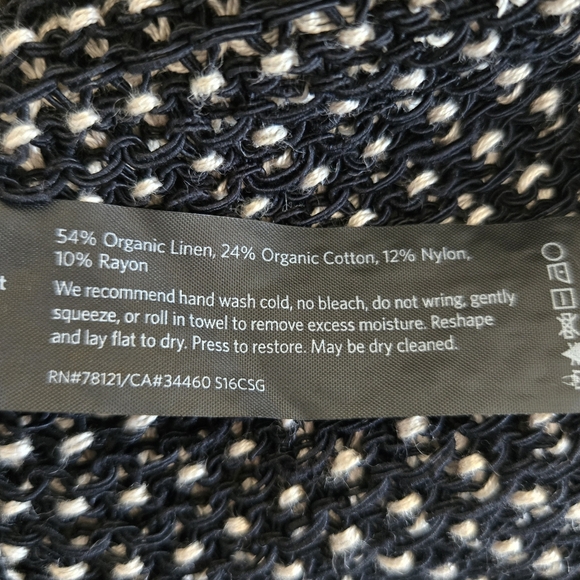 54% Organic Linen, 24% Organic Cotton, 12% Nylon,
10% Rayon
We recommend hand wash cold, no bleach, do not wring, gently
squeeze, or roll in towel to remove excess moisture. Reshape
and lay flat to dry. Press to restore. May be dry cleaned.
RN#78121/CA#34460 S16CSG